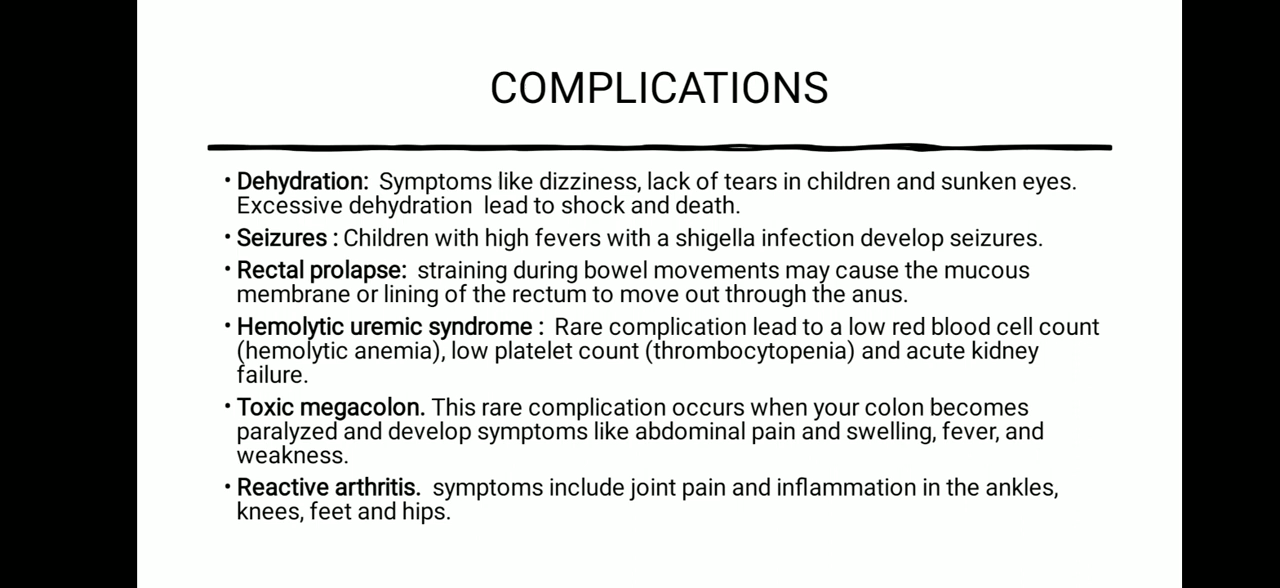 COMPLICATIONS
• Dehydration: Symptoms like dizziness, lack of tears in children and sunken eyes.
Excessive dehydration lead to shock and death.
• Seizures : Children with high fevers with a shigella infection develop seizures.
• Rectal prolapse: straining during bowel movements may cause the mucous
membrane or lining of the rectum to move out through the anus.
• Hemolytic uremic syndrome : Rare complication lead to a low red blood cell count
(hemolytic anemia), low platelet count (thrombocytopenia) and acute kidney
failure.
• Toxic megacolon. This rare complication occurs when your colon becomes
paralyzed and develop symptoms like abdominal pain and swelling, fever, and
weakness.
• Reactive arthritis. symptoms include joint pain and inflammation in the ankles,
knees, feet and hips.